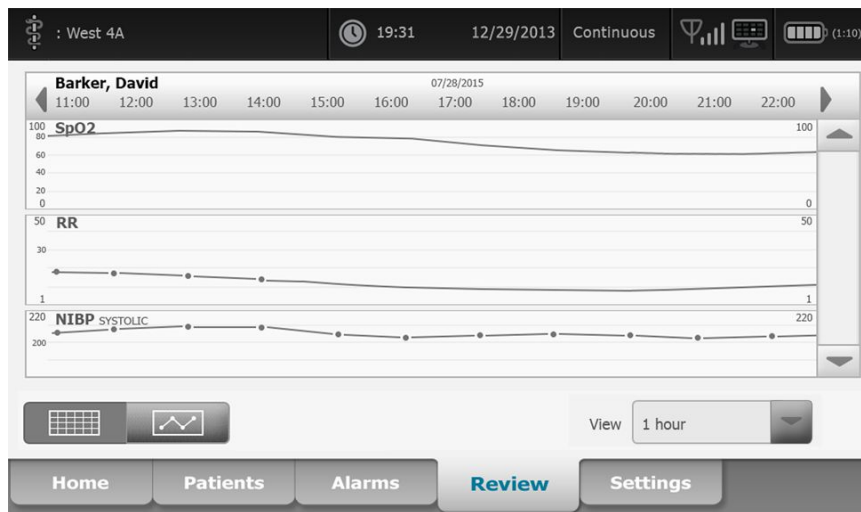 : West 4A 19:31 12/29/2013 Continuous (1:10)
Barker, David 07/28/2015
11:00 12:00 13:00 14:00 15:00 16:00 17:00 18:00 19:00 20:00 21:00 22:00
100 SpO2 100
80
60
40
20
0 0
50 RR 50
30
1 1
220 NIBP SYSTOLIC 220
200
View 1 hour
Home Patients Alarms Review Settings